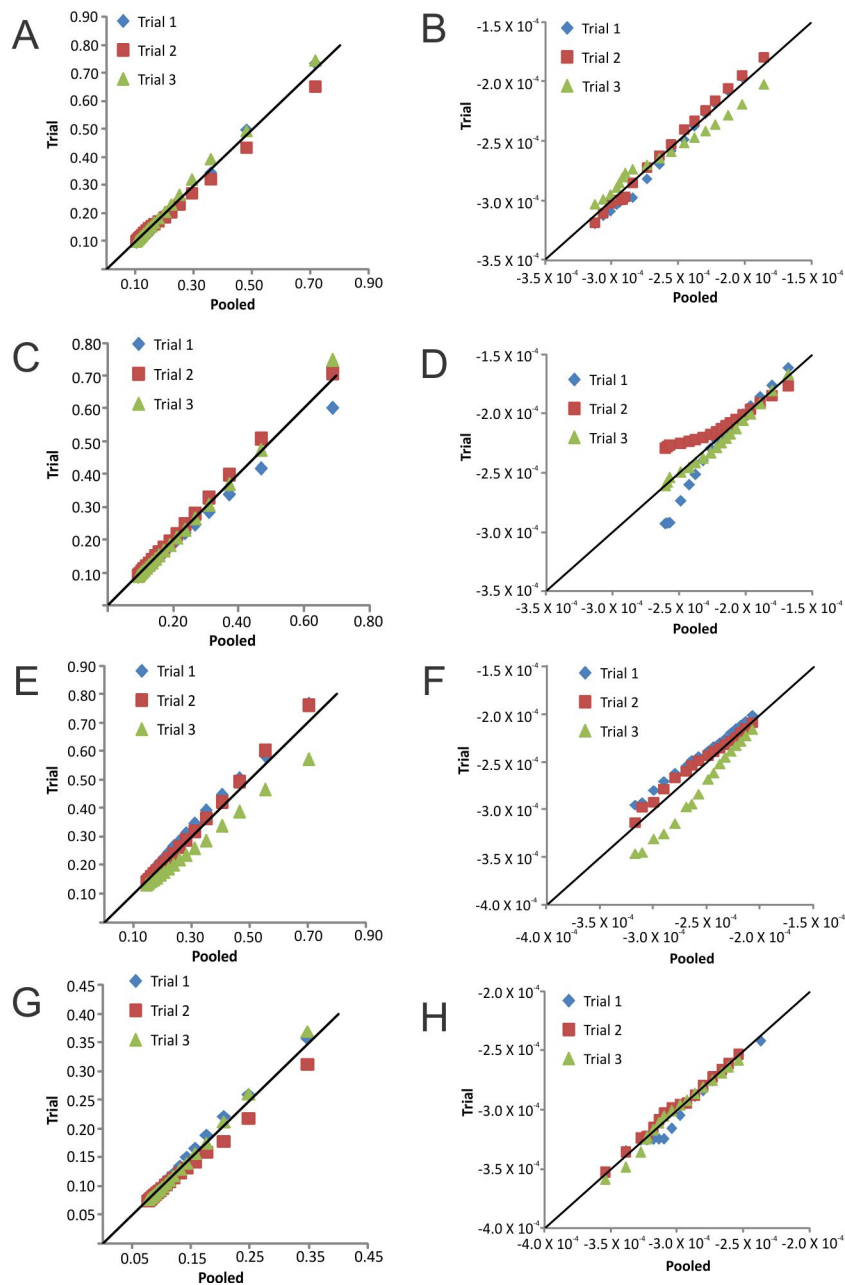 A
0.90
0.80
0.70
0.60
0.50
0.40
0.30
0.20
0.10
Trial
Trial 1
Trial 2
Trial 3
0.10 0.30 0.50 0.70 0.90
Pooled
B
-1.5 X 10⁻⁴
-2.0 X 10⁻⁴
-2.5 X 10⁻⁴
-3.0 X 10⁻⁴
-3.5 X 10⁻⁴
Trial
Trial 1
Trial 2
Trial 3
-3.5 X 10⁻⁴ -3.0 X 10⁻⁴ -2.5 X 10⁻⁴ -2.0 X 10⁻⁴ -1.5 X 10⁻⁴
Pooled
C
0.80
0.70
0.60
0.50
0.40
0.30
0.20
0.10
Trial
Trial 1
Trial 2
Trial 3
0.20 0.40 0.60 0.80
Pooled
D
-1.5 X 10⁻⁴
-2.0 X 10⁻⁴
-2.5 X 10⁻⁴
-3.0 X 10⁻⁴
-3.5 X 10⁻⁴
Trial
Trial 1
Trial 2
Trial 3
-3.5 X 10⁻⁴ -3.0 X 10⁻⁴ -2.5 X 10⁻⁴ -2.0 X 10⁻⁴ -1.5 X 10⁻⁴
Pooled
E
0.90
0.80
0.70
0.60
0.50
0.40
0.30
0.20
0.10
Trial
Trial 1
Trial 2
Trial 3
0.10 0.30 0.50 0.70 0.90
Pooled
F
-1.5 X 10⁻⁴
-2.0 X 10⁻⁴
-2.5 X 10⁻⁴
-3.0 X 10⁻⁴
-3.5 X 10⁻⁴
-4.0 X 10⁻⁴
Trial
Trial 1
Trial 2
Trial 3
-3.5 X 10⁻⁴ -2.5 X 10⁻⁴ -1.5 X 10⁻⁴
-4.0 X 10⁻⁴ -3.0 X 10⁻⁴ -2.0 X 10⁻⁴
Pooled
G
0.45
0.40
0.35
0.30
0.25
0.20
0.15
0.10
0.05
Trial
Trial 1
Trial 2
Trial 3
0.05 0.15 0.25 0.35 0.45
Pooled
H
-2.0 X 10⁻⁴
-2.5 X 10⁻⁴
-3.0 X 10⁻⁴
-3.5 X 10⁻⁴
-4.0 X 10⁻⁴
Trial
Trial 1
Trial 2
Trial 3
-4.0 X 10⁻⁴ -3.5 X 10⁻⁴ -3.0 X 10⁻⁴ -2.5 X 10⁻⁴ -2.0 X 10⁻⁴
Pooled